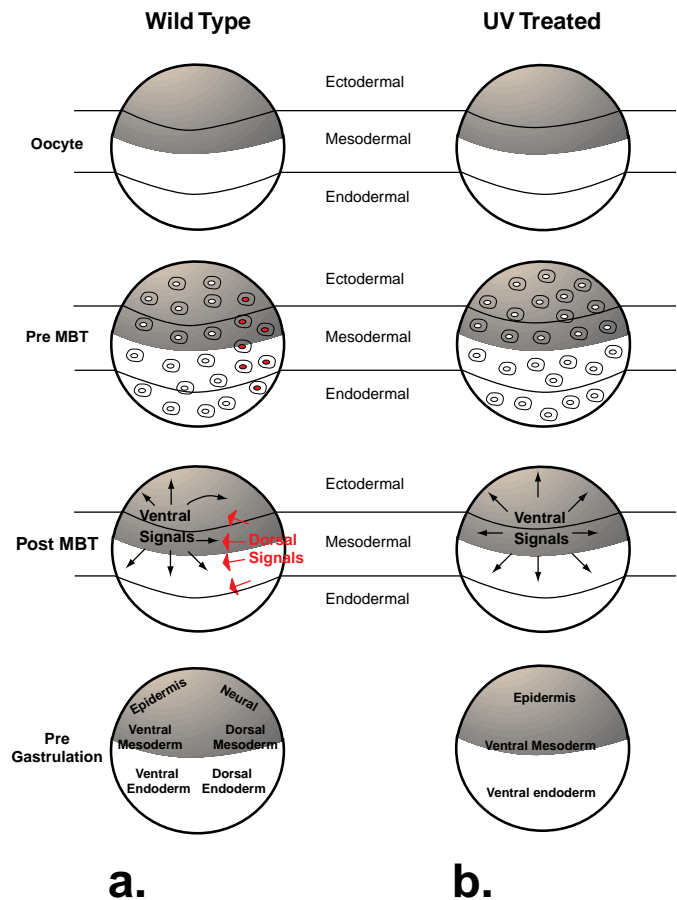 Wild Type
UV Treated
Ectodermal
Oocyte
Mesodermal
Endodermal
Ectodermal
Pre MBT
Mesodermal
Endodermal
Ectodermal
Post MBT
Ventral
Signals
Dorsal
Signals
Mesodermal
Ventral
Signals
Endodermal
Pre
Gastrulation
Epidermis
Neural
Ventral
Mesoderm
Dorsal
Mesoderm
Ventral
Endoderm
Dorsal
Endoderm
Epidermis
Ventral Mesoderm
Ventral endoderm
a.
b.